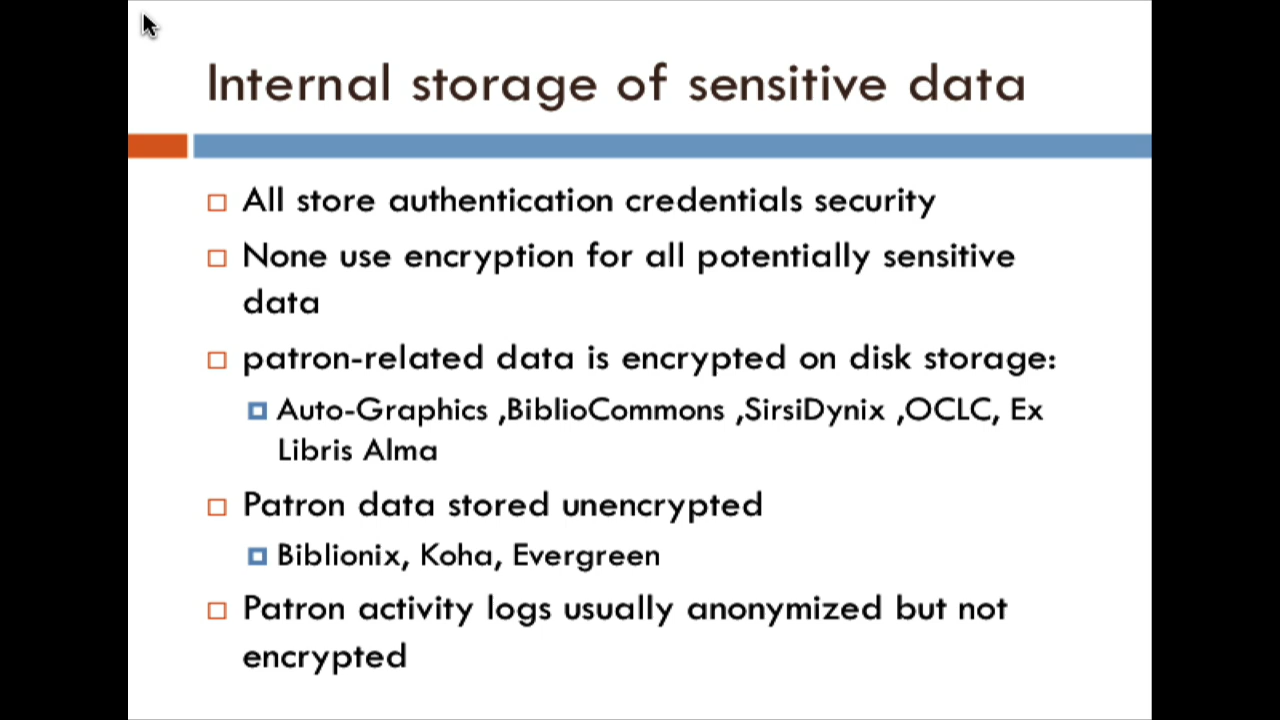 Internal storage of sensitive data
All store authentication credentials security
None use encryption for all potentially sensitive
data
patron-related data is encrypted on disk storage:
Auto-Graphics ,BiblioCommons ,SirsiDynix ,OCLC, Ex
Libris Alma
Patron data stored unencrypted
Biblionix, Koha, Evergreen
Patron activity logs usually anonymized but not
encrypted